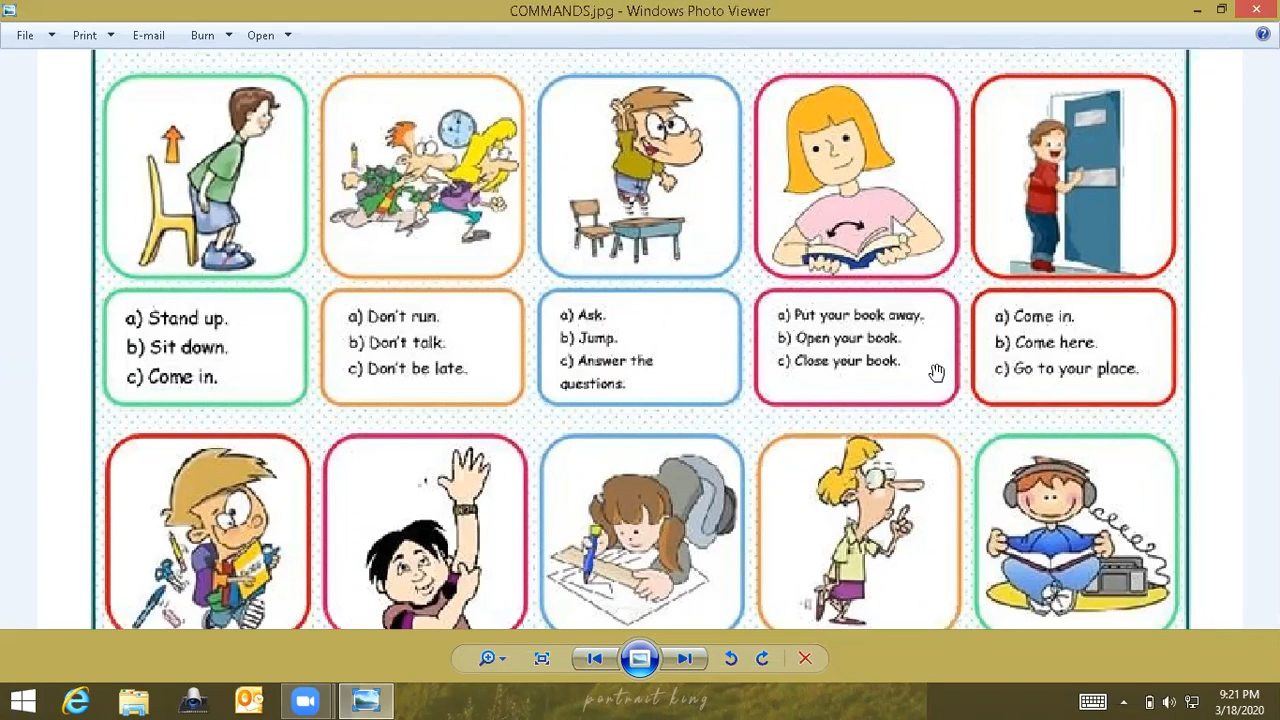 COMMANDS.jpg - Windows Photo Viewer
File Print E-mail Burn Open
a) Stand up.
b) Sit down.
c) Come in.
a) Don't run.
b) Don't talk.
c) Don't be late.
a) Ask.
b) Jump.
c) Answer the
questions.
a) Put your book away.
b) Open your book.
c) Close your book.
a) Come in.
b) Come here.
c) Go to your place.
portrait king
9:21 PM
3/18/2020